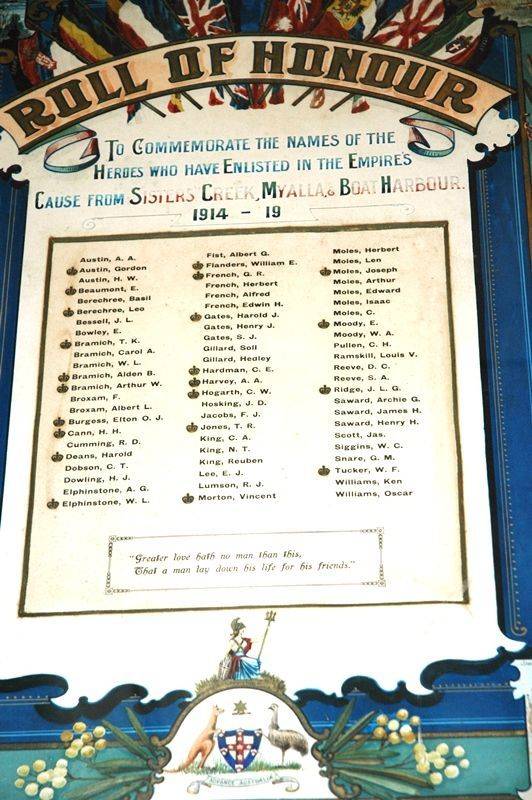 ROLL OF HONOUR
TO COMMEMORATE THE NAMES OF THE
HEROES WHO HAVE ENLISTED IN THE EMPIRE'S
CAUSE FROM SISTERS CREEK, MYALLA, & BOAT HARBOUR.
1914 - 19
Austin, A. A.
Austin, Gordon
Austin, H. W.
Beaumont, E.
Berechree, Basil
Berechree, Leo
Bessell, J. L.
Bowley, E.
Bramich, T. K.
Bramich, Carol A.
Bramich, W. L.
Bramich, Alden B.
Bramich, Arthur W.
Broxam, F.
Broxam, Albert L.
Burgess, Elton O. J.
Cann, H. H.
Cumming, R. D.
Deans, Harold
Dobson, C. T.
Dowling, H. J.
Elphinstone, A. G.
Elphinstone, W. L.
Fist, Albert G.
Flanders, William E.
French, G. R.
French, Herbert
French, Alfred
French, Edwin H.
Gates, Harold J.
Gates, Henry J.
Gates, S. J.
Gillard, Soll
Gillard, Hedley
Hardman, C. E.
Harvey, A. A.
Hogarth, C. W.
Hosking, J. D.
Jacobs, F. J.
Jones, T. R.
King, C. A.
King, N. T.
King, Reuben
Lee, E. J.
Lumson, R. J.
Morton, Vincent
Moles, Herbert
Moles, Len
Moles, Joseph
Moles, Arthur
Moles, Edward
Moles, Isaac
Moles, C.
Moody, E.
Moody, W. A.
Pullen, C. H.
Ramskill, Louis V.
Reeve, D. C.
Reeve, S. A.
Ridge, J. L. G.
Saward, Archie G.
Saward, James H.
Saward, Henry H.
Scott, Jas.
Siggins, W. C.
Snare, G. M.
Tucker, W. F.
Williams, Ken
Williams, Oscar
"Greater love hath no man than this,
That a man lay down his life for his friends."
ADVANCE AUSTRALIA